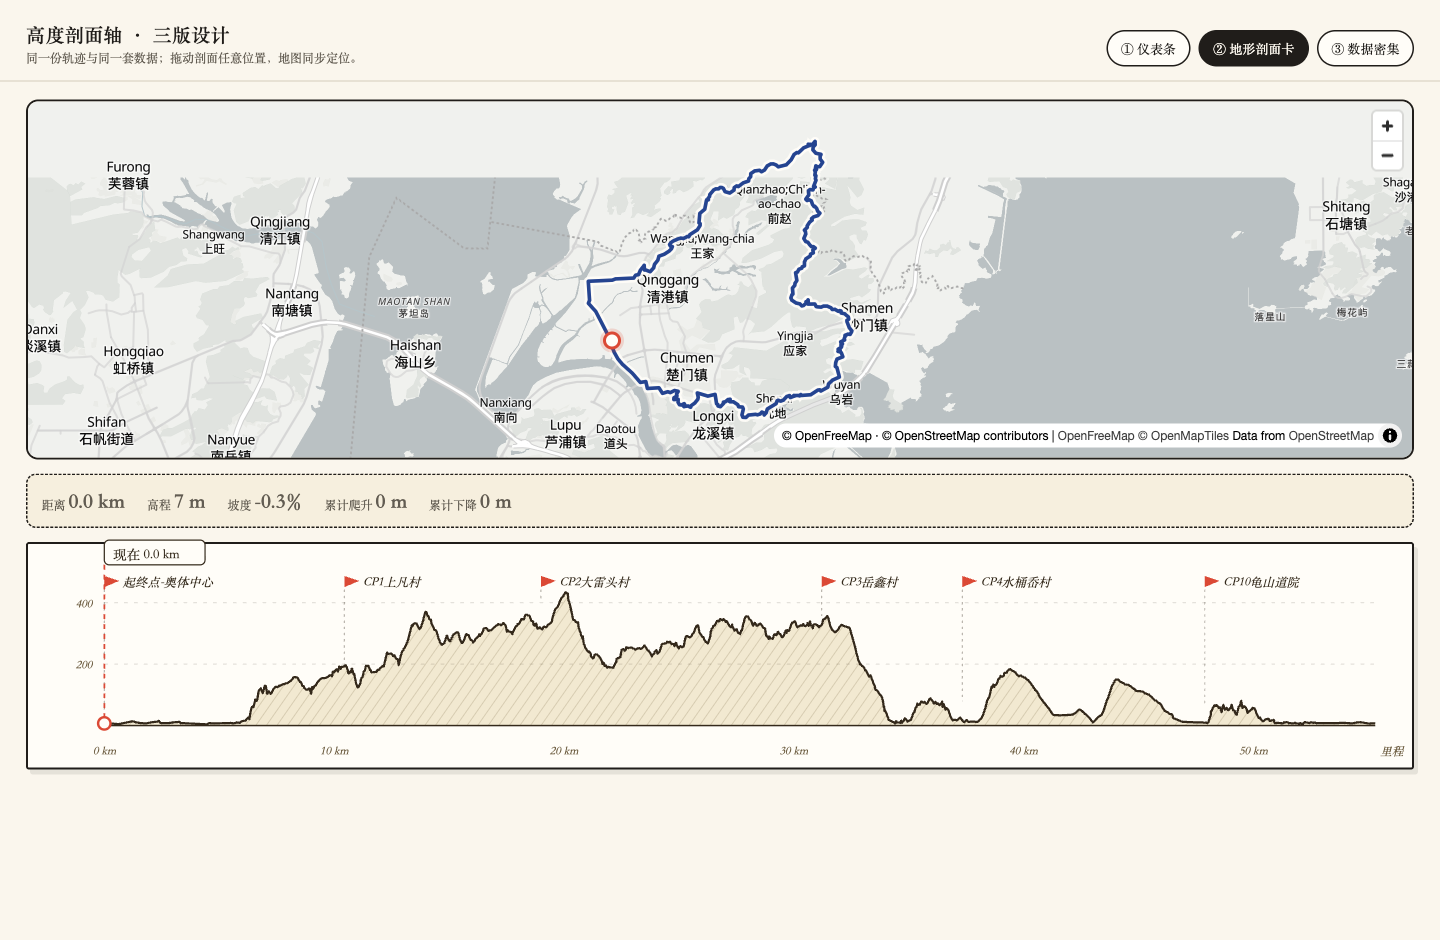 高度剖面轴 · 三版设计
同一份轨迹与同一套数据；拖动剖面任意位置，地图同步定位。
① 仪表条
② 地形剖面卡
③ 数据密集
Furong
芙蓉镇
Qingjiang
清江镇
Shangwang
上旺
Nantang
南塘镇
MAOTAN SHAN
茅坦岛
Haishan
海山乡
Hongqiao
虹桥镇
Shifan
石帆街道
Nanyue
南岳镇
Nanxiang
南向
Lupu
芦浦镇
Daotou
道头
ao-chao
前赵
Wang-chia
王家
Qinggang
清港镇
Shamen
沙门镇
Yingjia
应家
Chumen
楚门镇
Longxi
龙溪镇
乌岩
Shitang
石塘镇
落星山
梅花屿
© OpenFreeMap · © OpenStreetMap contributors | OpenFreeMap © OpenMapTiles Data from OpenStreetMap
距离 0.0 km 高程 7 m 坡度 -0.3% 累计爬升 0 m 累计下降 0 m
现在 0.0 km
起终点-奥体中心
CP1上凡村
CP2大雷头村
CP3岳鑫村
CP4水桶岙村
CP10龟山道院
400
200
0 km
10 km
20 km
30 km
40 km
50 km
里程